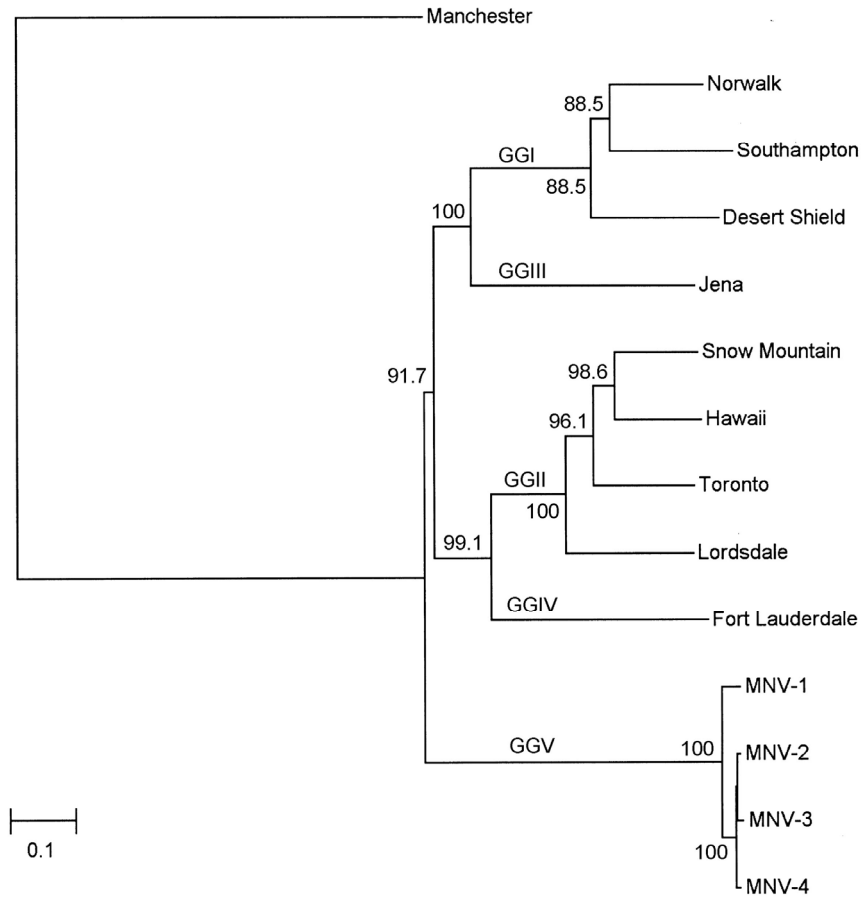 Manchester
Norwalk
88.5
Southampton
GGI
88.5
Desert Shield
100
GGIII
Jena
Snow Mountain
98.6
91.7
Hawaii
96.1
GGII
Toronto
100
99.1
Lordsdale
GGIV
Fort Lauderdale
MNV-1
GGV
100
MNV-2
MNV-3
0.1
100
MNV-4